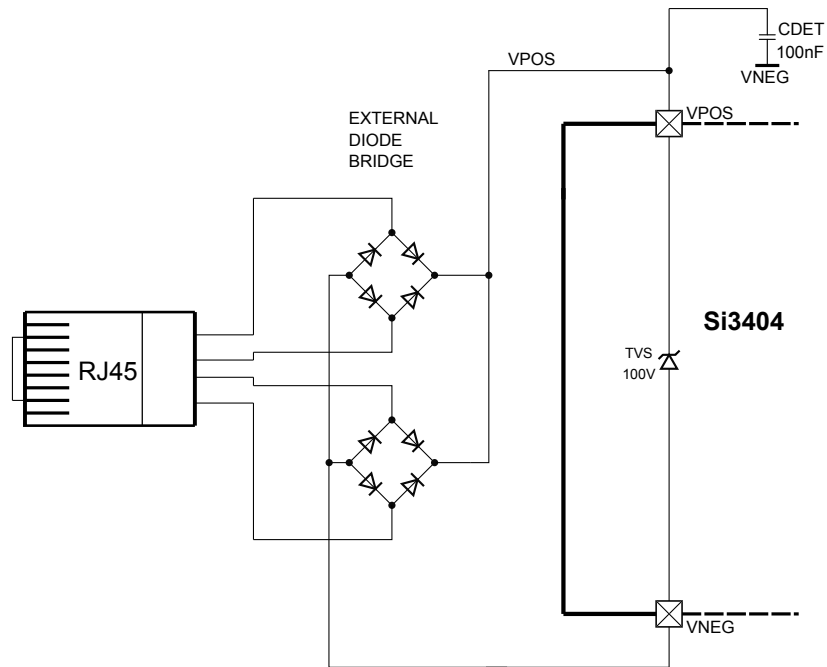 CDET
100nF
VNEG
VPOS
VPOS
EXTERNAL
DIODE
BRIDGE
Si3404
TVS
100V
RJ45
VNEG